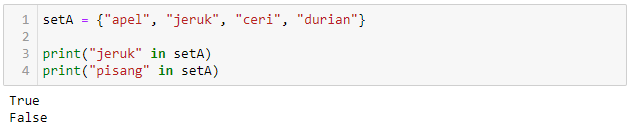 1 setA = {"apel", "jeruk", "ceri", "durian"}
2
3 print("jeruk" in setA)
4 print("pisang" in setA)
True
False